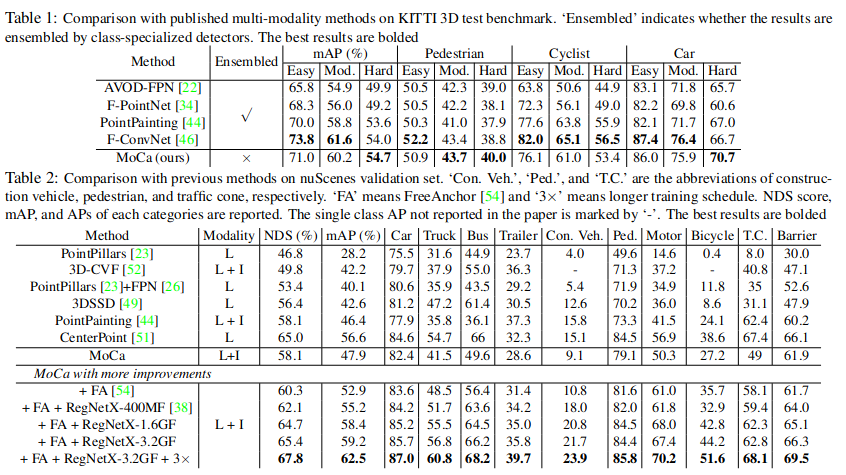 Table 1: Comparison with published multi-modality methods on KITTI 3D test benchmark. ‘Ensembled’ indicates whether the results are
ensembled by class-specialized detectors. The best results are bolded
Method Ensembled mAP (%) Pedestrian Cyclist Car
Easy Mod. Hard Easy Mod. Hard Easy Mod. Hard Easy Mod. Hard
AVOD-FPN [22] 65.8 54.9 49.9 50.5 42.3 39.0 63.8 50.6 44.9 83.1 71.8 65.7
F-PointNet [34] √ 68.3 56.0 49.2 50.5 42.2 38.1 72.3 56.1 49.0 82.2 69.8 60.6
PointPainting [44] 70.0 58.8 53.6 50.3 41.0 37.9 77.6 63.8 55.9 82.1 71.7 67.0
F-ConvNet [46] 73.8 61.6 54.0 52.2 43.4 38.8 82.0 65.1 56.5 87.4 76.4 66.7
MoCa (ours) × 71.0 60.2 54.7 50.9 43.7 40.0 76.1 61.0 53.4 86.0 75.9 70.7
Table 2: Comparison with previous methods on nuScenes validation set. ‘Con. Veh.’, ‘Ped.’, and ‘T.C.’ are the abbreviations of construc-
tion vehicle, pedestrian, and traffic cone, respectively. ‘FA’ means FreeAnchor [54] and ‘3×’ means longer training schedule. NDS score,
mAP, and APs of each categories are reported. The single class AP not reported in the paper is marked by ‘-’. The best results are bolded
Method Modality NDS (%) mAP (%) Car Truck Bus Trailer Con. Veh. Ped. Motor Bicycle T.C. Barrier
PointPillars [23] L 46.8 28.2 75.5 31.6 44.9 23.7 4.0 49.6 14.6 0.4 8.0 30.0
3D-CVF [52] L + I 49.8 42.2 79.7 37.9 55.0 36.3 - 71.3 37.2 - 40.8 47.1
PointPillars [23]+FPN [26] L 53.4 40.1 80.6 35.9 43.5 29.2 5.4 71.9 34.9 11.8 35 52.6
3DSSD [49] L 56.4 42.6 81.2 47.2 61.4 30.5 12.6 70.2 36.0 8.6 31.1 47.9
PointPainting [44] L + I 58.1 46.4 77.9 35.8 36.1 37.3 15.8 73.3 41.5 24.1 62.4 60.2
CenterPoint [51] L 65.0 56.6 84.6 54.7 66 32.3 15.1 84.5 56.9 38.6 67.4 66.1
MoCa L+I 58.1 47.9 82.4 41.5 49.6 28.6 9.1 79.1 50.3 27.2 49 61.9
MoCa with more improvements
+ FA [54] 60.3 52.9 83.6 48.5 56.4 31.4 10.8 81.6 61.0 35.7 58.1 61.7
+ FA + RegNetX-400MF [38] 62.1 55.2 84.2 51.7 63.6 34.2 18.0 82.0 61.8 32.9 59.4 64.0
+ FA + RegNetX-1.6GF L + I 64.7 58.4 85.2 55.5 64.5 35.0 20.8 84.5 68.0 42.8 62.3 65.1
+ FA + RegNetX-3.2GF 65.4 59.2 85.7 56.8 66.2 35.8 21.7 84.4 67.4 44.2 62.8 66.3
+ FA + RegNetX-3.2GF + 3× 67.8 62.5 87.0 60.8 68.2 39.7 23.9 85.8 70.2 51.6 68.1 69.5